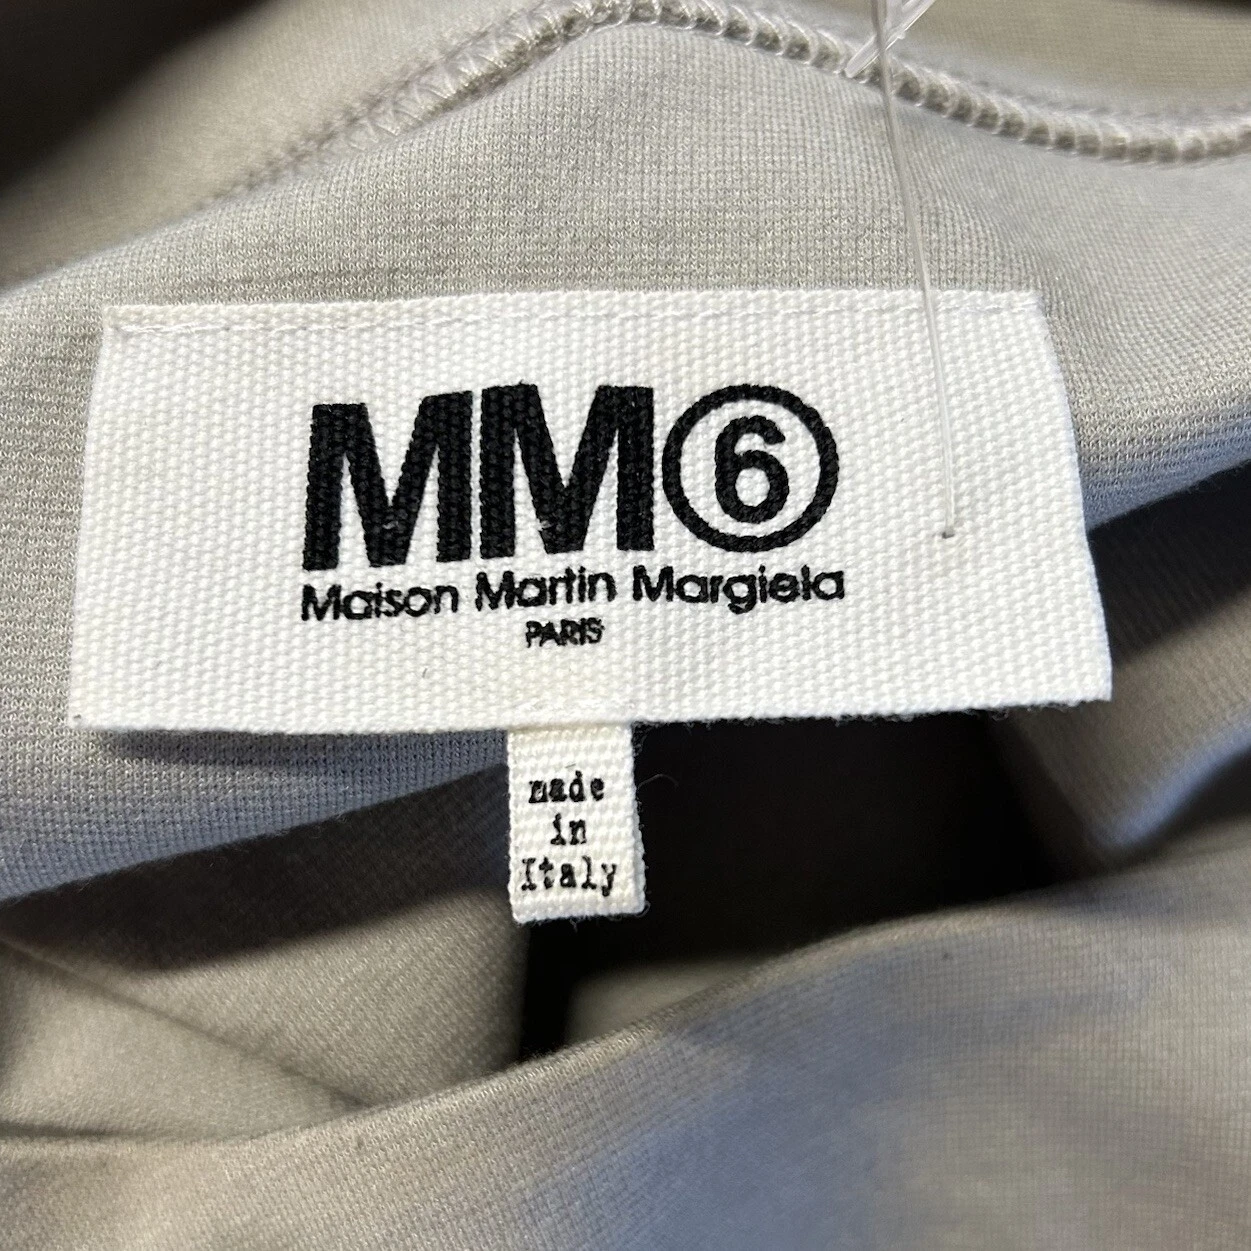 MM⑥
Maison Martin Margiela
PARIS
made
in
Italy